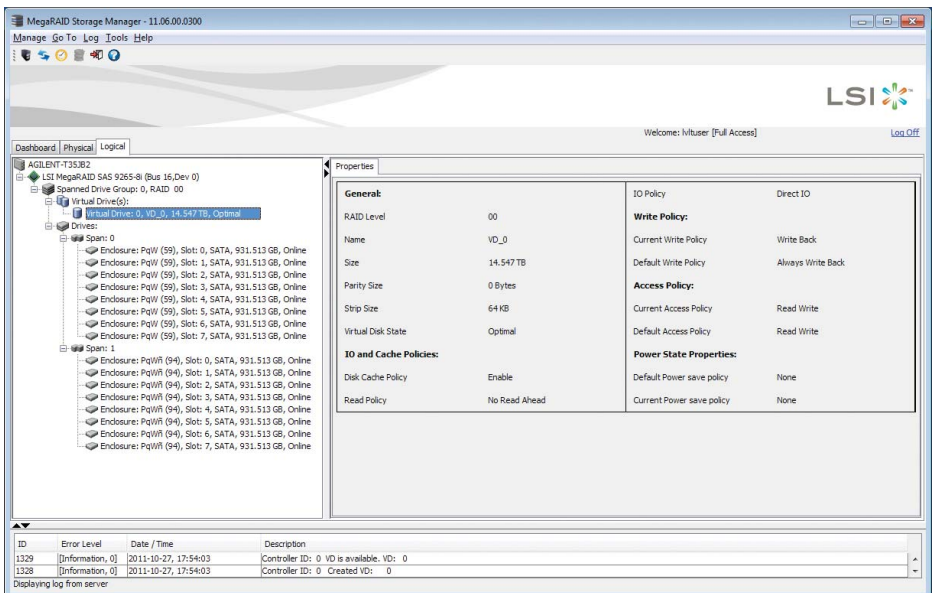 MegaRAID Storage Manager - 11.06.00.0300
Manage Go To Log Tools Help
LSI
Welcome: lvltuser [Full Access] Log Off
Dashboard Physical Logical
AGILENT-T35JB2
LSI MegaRAID SAS 9265-8i (Bus 16,Dev 0)
Spanned Drive Group: 0, RAID 00
Virtual Drive(s):
Virtual Drive: 0, VD_0, 14.547 TB, Optimal
Drives:
Span: 0
Enclosure: PqW (59), Slot: 0, SATA, 931.513 GB, Online
Enclosure: PqW (59), Slot: 1, SATA, 931.513 GB, Online
Enclosure: PqW (59), Slot: 2, SATA, 931.513 GB, Online
Enclosure: PqW (59), Slot: 3, SATA, 931.513 GB, Online
Enclosure: PqW (59), Slot: 4, SATA, 931.513 GB, Online
Enclosure: PqW (59), Slot: 5, SATA, 931.513 GB, Online
Enclosure: PqW (59), Slot: 6, SATA, 931.513 GB, Online
Enclosure: PqW (59), Slot: 7, SATA, 931.513 GB, Online
Span: 1
Enclosure: PqWñ (94), Slot: 0, SATA, 931.513 GB, Online
Enclosure: PqWñ (94), Slot: 1, SATA, 931.513 GB, Online
Enclosure: PqWñ (94), Slot: 2, SATA, 931.513 GB, Online
Enclosure: PqWñ (94), Slot: 3, SATA, 931.513 GB, Online
Enclosure: PqWñ (94), Slot: 4, SATA, 931.513 GB, Online
Enclosure: PqWñ (94), Slot: 5, SATA, 931.513 GB, Online
Enclosure: PqWñ (94), Slot: 6, SATA, 931.513 GB, Online
Enclosure: PqWñ (94), Slot: 7, SATA, 931.513 GB, Online
Properties
General:
RAID Level 00
Name VD_0
Size 14.547 TB
Parity Size 0 Bytes
Strip Size 64 KB
Virtual Disk State Optimal
IO and Cache Policies:
Disk Cache Policy Enable
Read Policy No Read Ahead
IO Policy Direct IO
Write Policy:
Current Write Policy Write Back
Default Write Policy Always Write Back
Access Policy:
Current Access Policy Read Write
Default Access Policy Read Write
Power State Properties:
Default Power save policy None
Current Power save policy None
ID Error Level Date / Time Description
1329 [Information, 0] 2011-10-27, 17:54:03 Controller ID: 0 VD is available. VD: 0
1328 [Information, 0] 2011-10-27, 17:54:03 Controller ID: 0 Created VD: 0
Displaying log from server